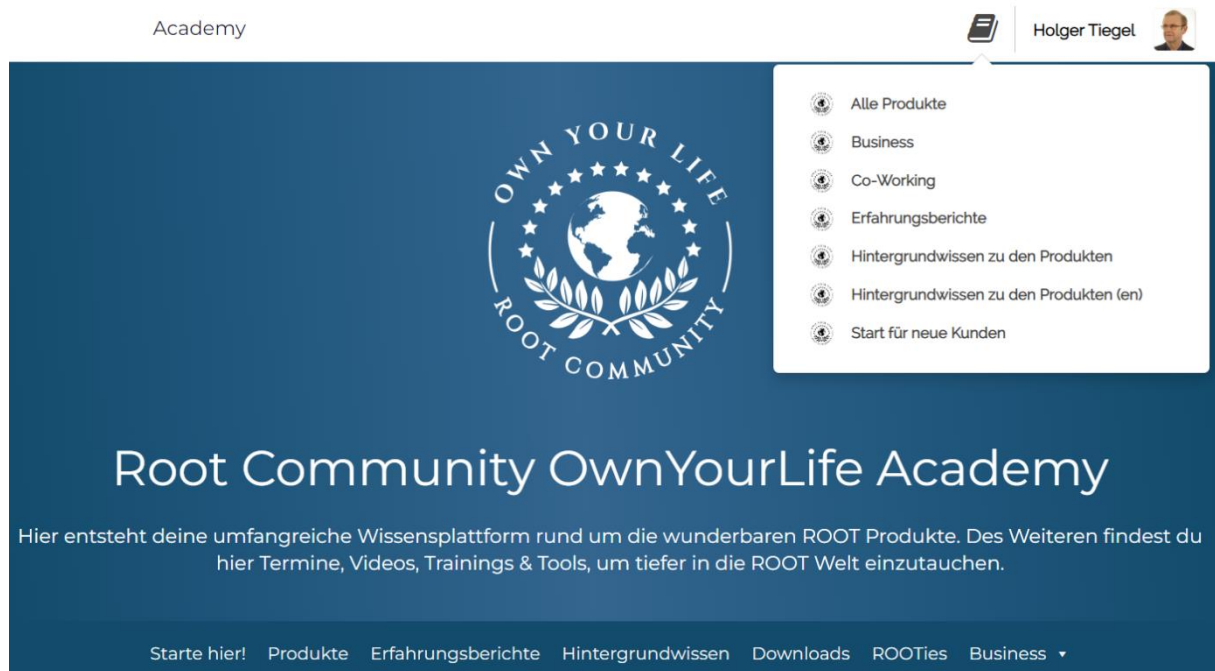 Academy
Holger Tiegel
Alle Produkte
Business
Co-Working
Erfahrungsberichte
Hintergrundwissen zu den Produkten
Hintergrundwissen zu den Produkten (en)
Start für neue Kunden
OWN YOUR LIFE
ROOT COMMUNITY
Root Community OwnYourLife Academy
Hier entsteht deine umfangreiche Wissensplattform rund um die wunderbaren ROOT Produkte. Des Weiteren findest du
hier Termine, Videos, Trainings & Tools, um tiefer in die ROOT Welt einzutauchen.
Starte hier! Produkte Erfahrungsberichte Hintergrundwissen Downloads ROOTies Business